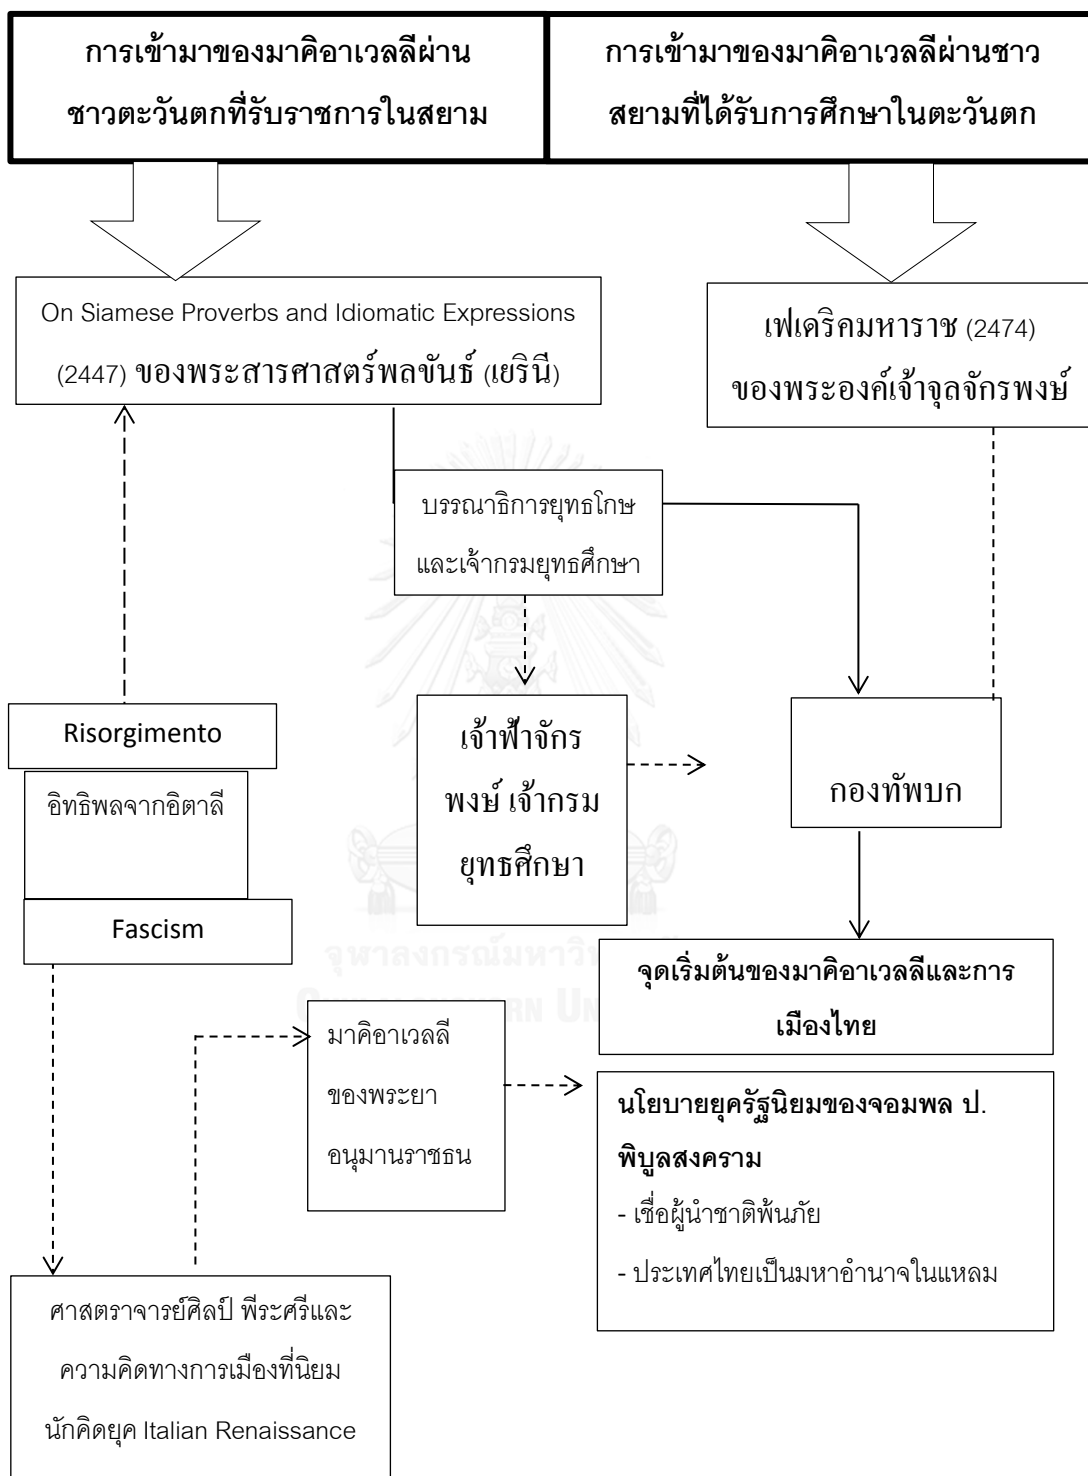 การเข้ามาของมาคิอาเวลลีผ่าน
ชาวตะวันตกที่รับราชการในสยาม
การเข้ามาของมาคิอาเวลลีผ่านชาว
สยามที่ได้รับการศึกษาในตะวันตก
On Siamese Proverbs and Idiomatic Expressions
(2447) ของพระสารศาสตร์พลขันธ์ (เยรินี)
เฟเดริคมหาราช (2474)
ของพระองค์เจ้าจุลจักรพงษ์
บรรณาธิการยุทธโกษ
และเจ้ากรมยุทธศึกษา
Risorgimento
อิทธิพลจากอิตาลี
Fascism
เจ้าฟ้าจักร
พงษ์ เจ้ากรม
ยุทธศึกษา
กองทัพบก
จุดเริ่มต้นของมาคิอาเวลลีและการ
เมืองไทย
มาคิอาเวลลี
ของพระยา
อนุมานราชธน
นโยบายยุครัฐนิยมของจอมพล ป.
พิบูลสงคราม
- เชื่อผู้นำชาติพ้นภัย
- ประเทศไทยเป็นมหาอำนาจในแหลม
ศาสตราจารย์ศิลป์ พีระศรีและ
ความคิดทางการเมืองที่นิยม
นักคิดยุค Italian Renaissance